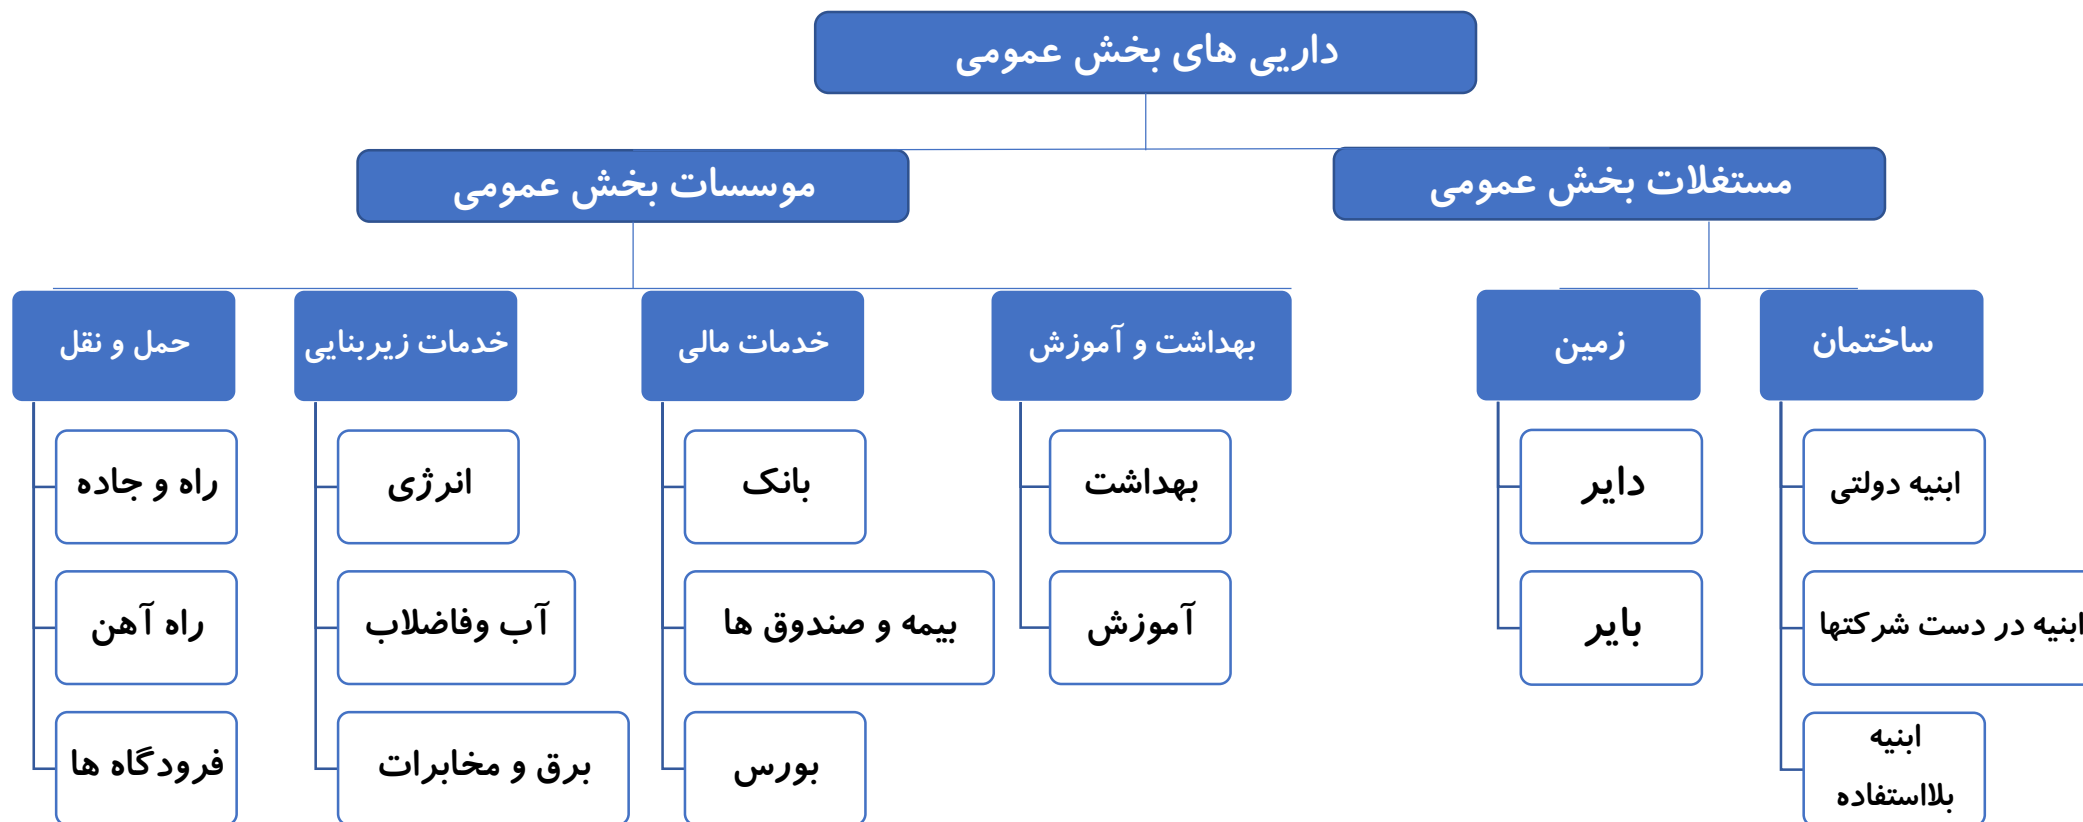 داریی های بخش عمومی
مستغلات بخش عمومی
موسسات بخش عمومی
ساختمان
زمین
بهداشت و آموزش
خدمات مالی
خدمات زیربنایی
حمل و نقل
ابنیه دولتی
دایر
بهداشت
بانک
انرژی
راه و جاده
ابنیه در دست شرکتها
بایر
آموزش
بیمه و صندوق ها
آب وفاضلاب
راه آهن
ابنیه
بلااستفاده
بورس
برق و مخابرات
فرودگاه ها